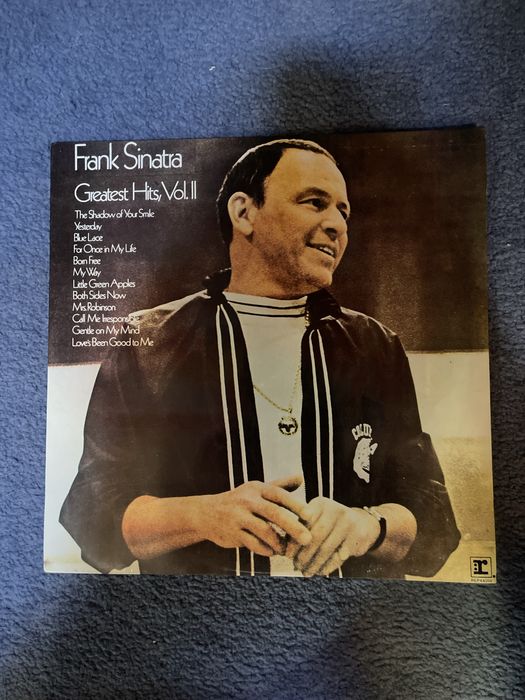 Frank Sinatra
Greatest Hits, Vol. II
The Shadow of Your Smile
Yesterday
Blue Lace
For Once in My Life
Born Free
My Way
Little Green Apples
Both Sides Now
Mrs. Robinson
Call Me Irresponsible
Gentle on My Mind
Love's Been Good to Me
r